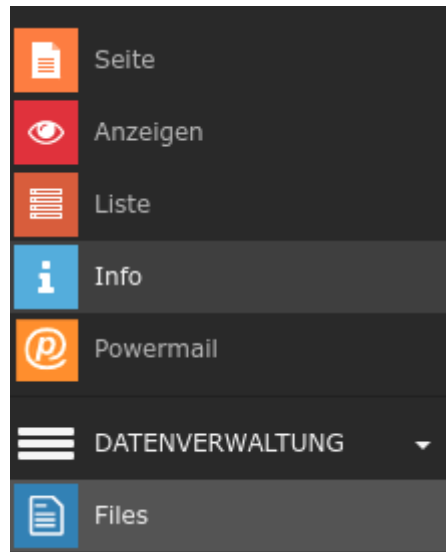 Seite
Anzeigen
Liste
Info
Powermail
DATENVERWALTUNG
Files